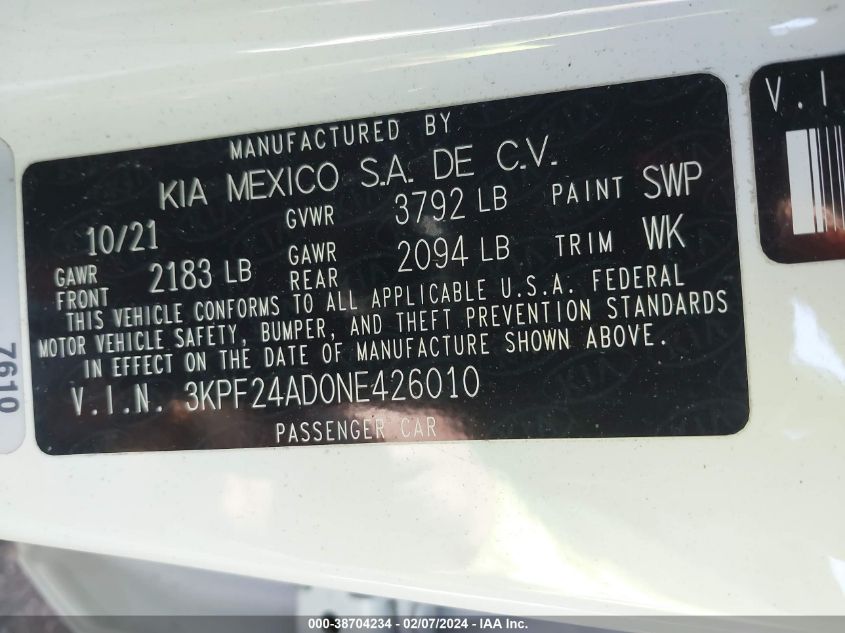 MANUFACTURED BY
KIA MEXICO S.A. DE C.V.
10/21 GVWR 3792 LB PAINT SWP
GAWR FRONT 2183 LB GAWR REAR 2094 LB TRIM WK
THIS VEHICLE CONFORMS TO ALL APPLICABLE U.S.A. FEDERAL
MOTOR VEHICLE SAFETY, BUMPER, AND THEFT PREVENTION STANDARDS
IN EFFECT ON THE DATE OF MANUFACTURE SHOWN ABOVE.
V.I.N. 3KPF24AD0NE426010
PASSENGER CAR
V.I
7610
000-38704234 - 02/07/2024 - IAAI.com